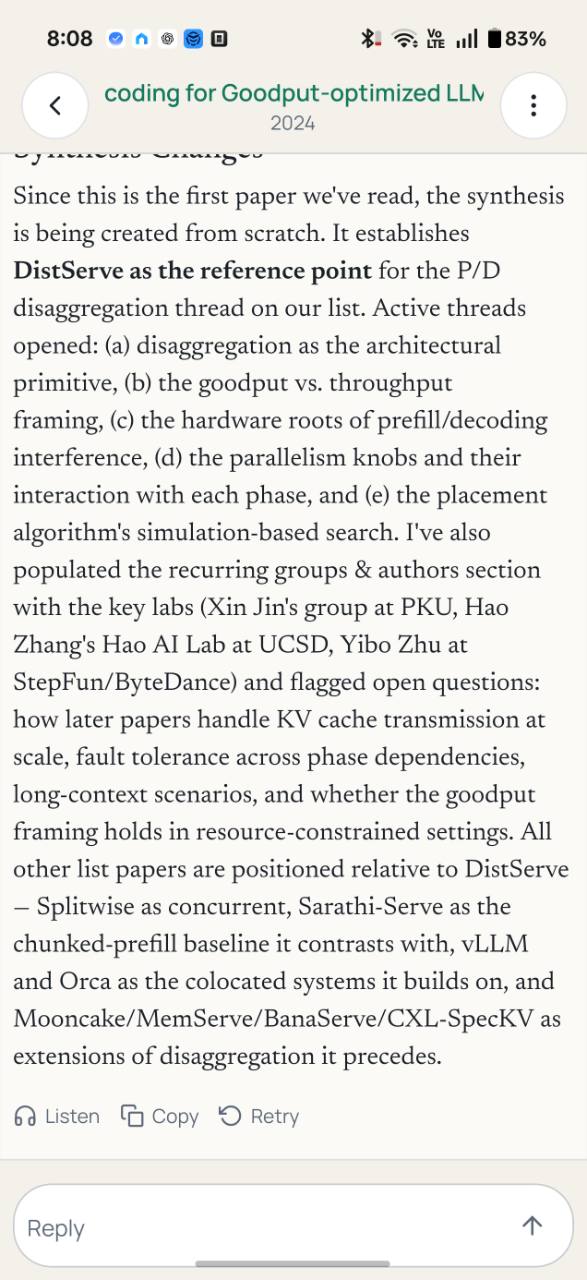 8:08
Vo
LTE
83%
coding for Goodput-optimized LLM
2024
Synthesis Changes
Since this is the first paper we've read, the synthesis
is being created from scratch. It establishes
DistServe as the reference point for the P/D
disaggregation thread on our list. Active threads
opened: (a) disaggregation as the architectural
primitive, (b) the goodput vs. throughput
framing, (c) the hardware roots of prefill/decoding
interference, (d) the parallelism knobs and their
interaction with each phase, and (e) the placement
algorithm's simulation-based search. I've also
populated the recurring groups & authors section
with the key labs (Xin Jin's group at PKU, Hao
Zhang's Hao AI Lab at UCSD, Yibo Zhu at
StepFun/ByteDance) and flagged open questions:
how later papers handle KV cache transmission at
scale, fault tolerance across phase dependencies,
long-context scenarios, and whether the goodput
framing holds in resource-constrained settings. All
other list papers are positioned relative to DistServe
– Splitwise as concurrent, Sarathi-Serve as the
chunked-prefill baseline it contrasts with, vLLM
and Orca as the colocated systems it builds on, and
Mooncake/MemServe/BanaServe/CXL-SpecKV as
extensions of disaggregation it precedes.
Listen Copy Retry
Reply